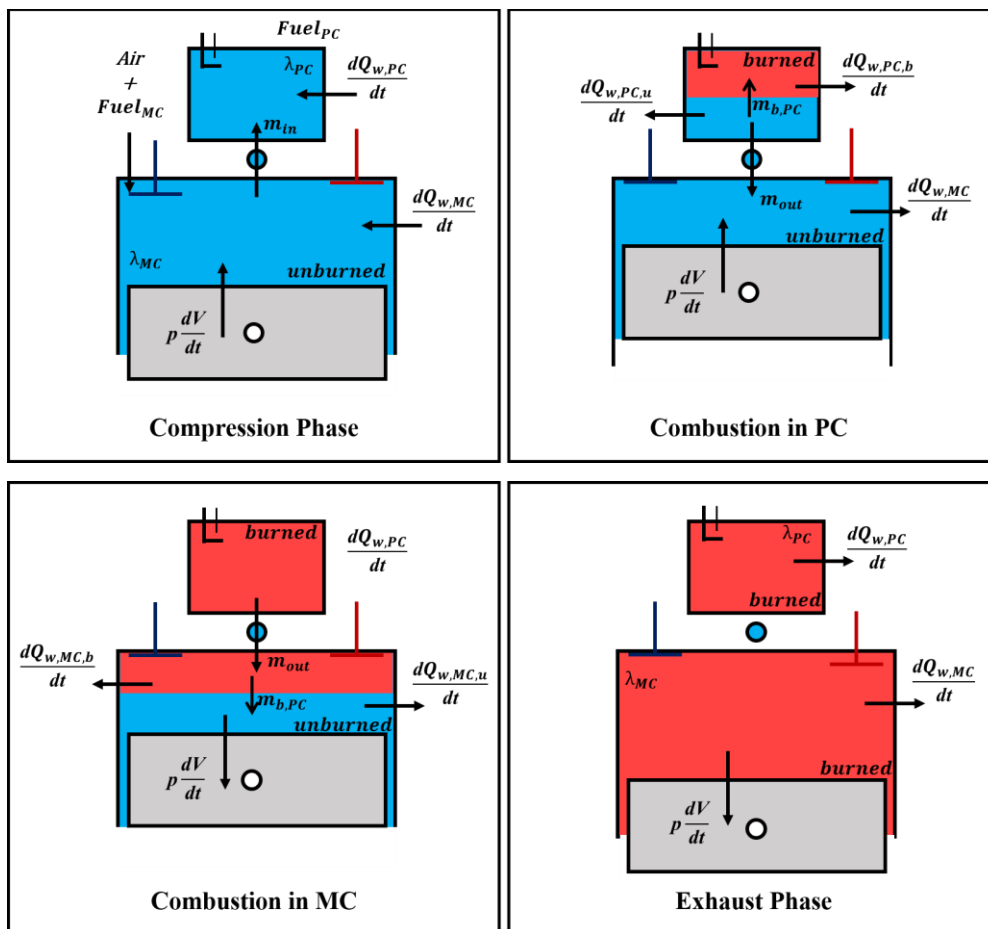 Fuel_PC
Air
+
Fuel_MC
λ_PC
dQ_w,PC
dt
m_in
dQ_w,MC
dt
λ_MC
unburned
p dV
dt
Compression Phase
burned
dQ_w,PC,b
dt
dQ_w,PC,u
dt
m_b,PC
m_out
dQ_w,MC
dt
unburned
p dV
dt
Combustion in PC
burned
dQ_w,PC
dt
m_out
dQ_w,MC,b
dt
dQ_w,MC,u
dt
m_b,PC
unburned
p dV
dt
Combustion in MC
λ_PC
dQ_w,PC
dt
burned
λ_MC
dQ_w,MC
dt
burned
p dV
dt
Exhaust Phase